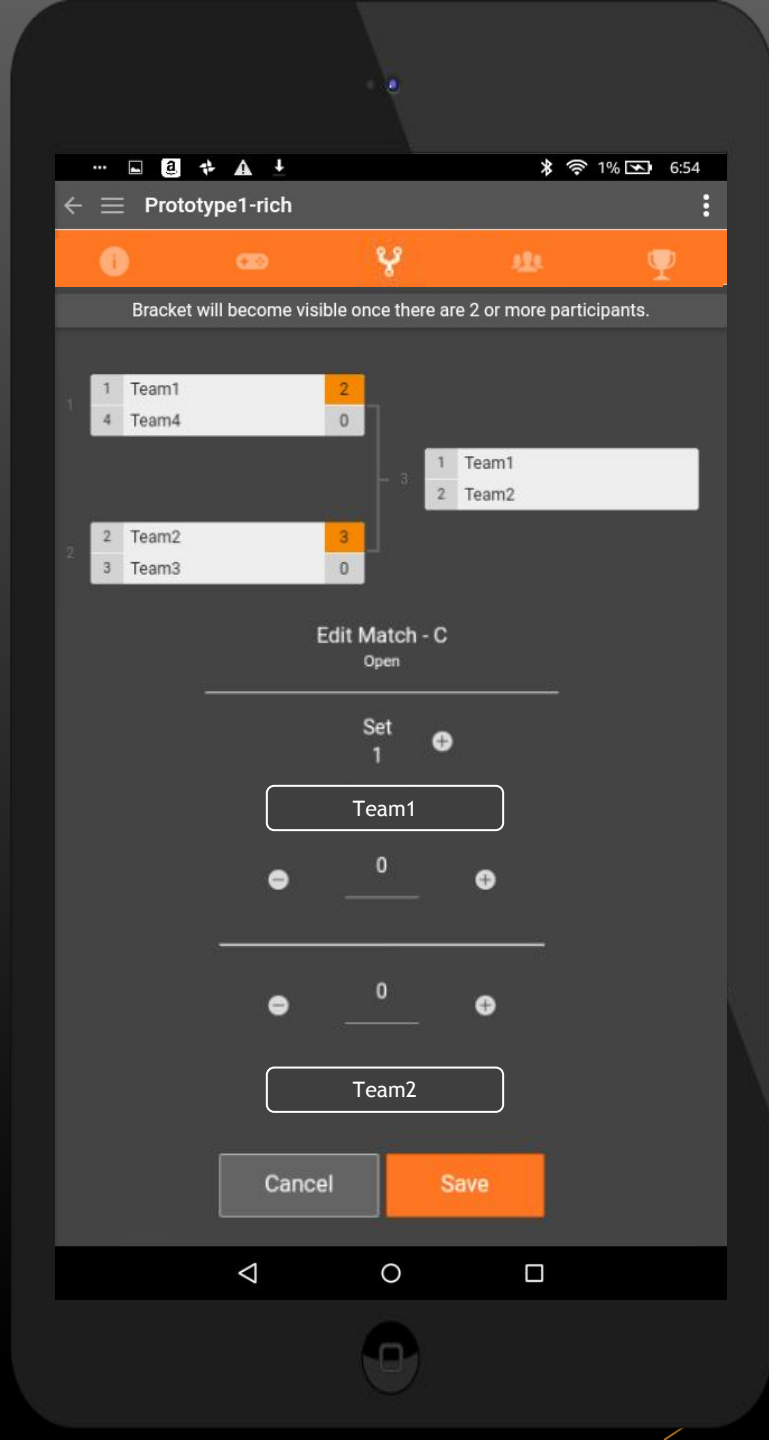 1% 6:54
Prototype1-rich
Bracket will become visible once there are 2 or more participants.
1
1 Team1 2
4 Team4 0
3
1 Team1
2 Team2
2
2 Team2 3
3 Team3 0
Edit Match - C
Open
Set
1
Team1
0
0
Team2
Cancel Save